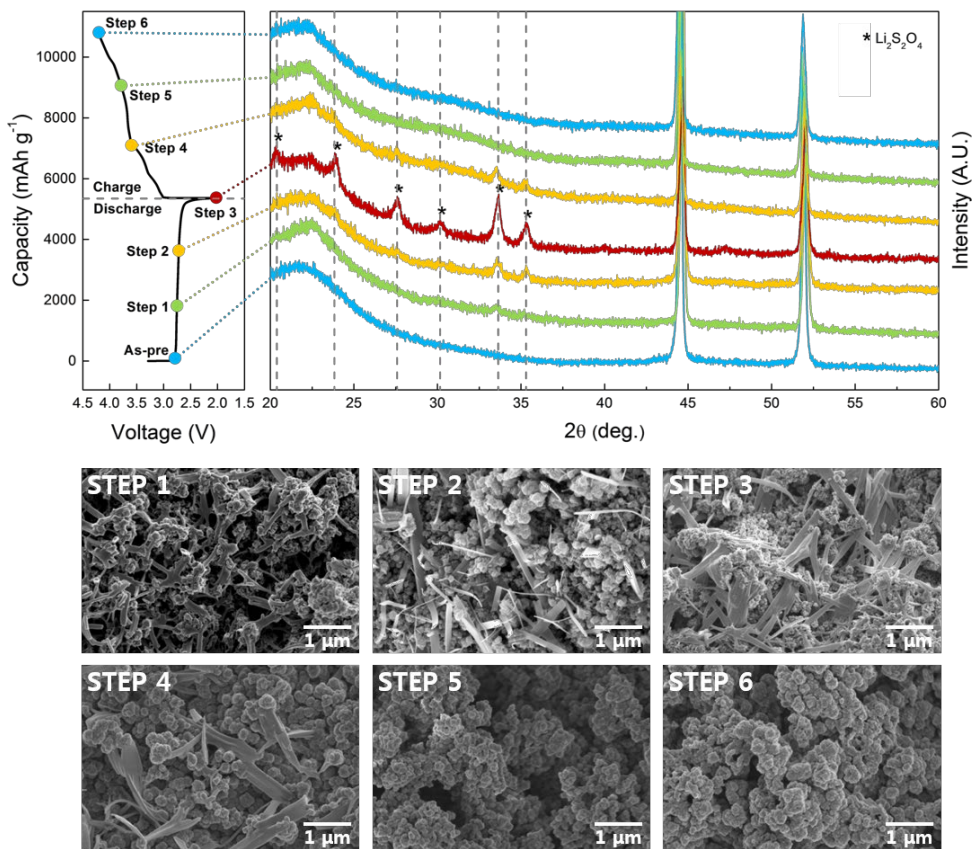 Step 6
* Li₂S₂O₄
10000
Step 5
8000
Step 4
6000
Charge
Discharge
Step 3
4000
Step 2
2000
Step 1
As-pre
0
Capacity (mAh g⁻¹)
Intensity (A.U.)
* * * * * *
4.5 4.0 3.5 3.0 2.5 2.0 1.5
20 25 30 35 40 45 50 55 60
Voltage (V)
2θ (deg.)
STEP 1
1 μm
STEP 2
1 μm
STEP 3
1 μm
STEP 4
1 μm
STEP 5
1 μm
STEP 6
1 μm